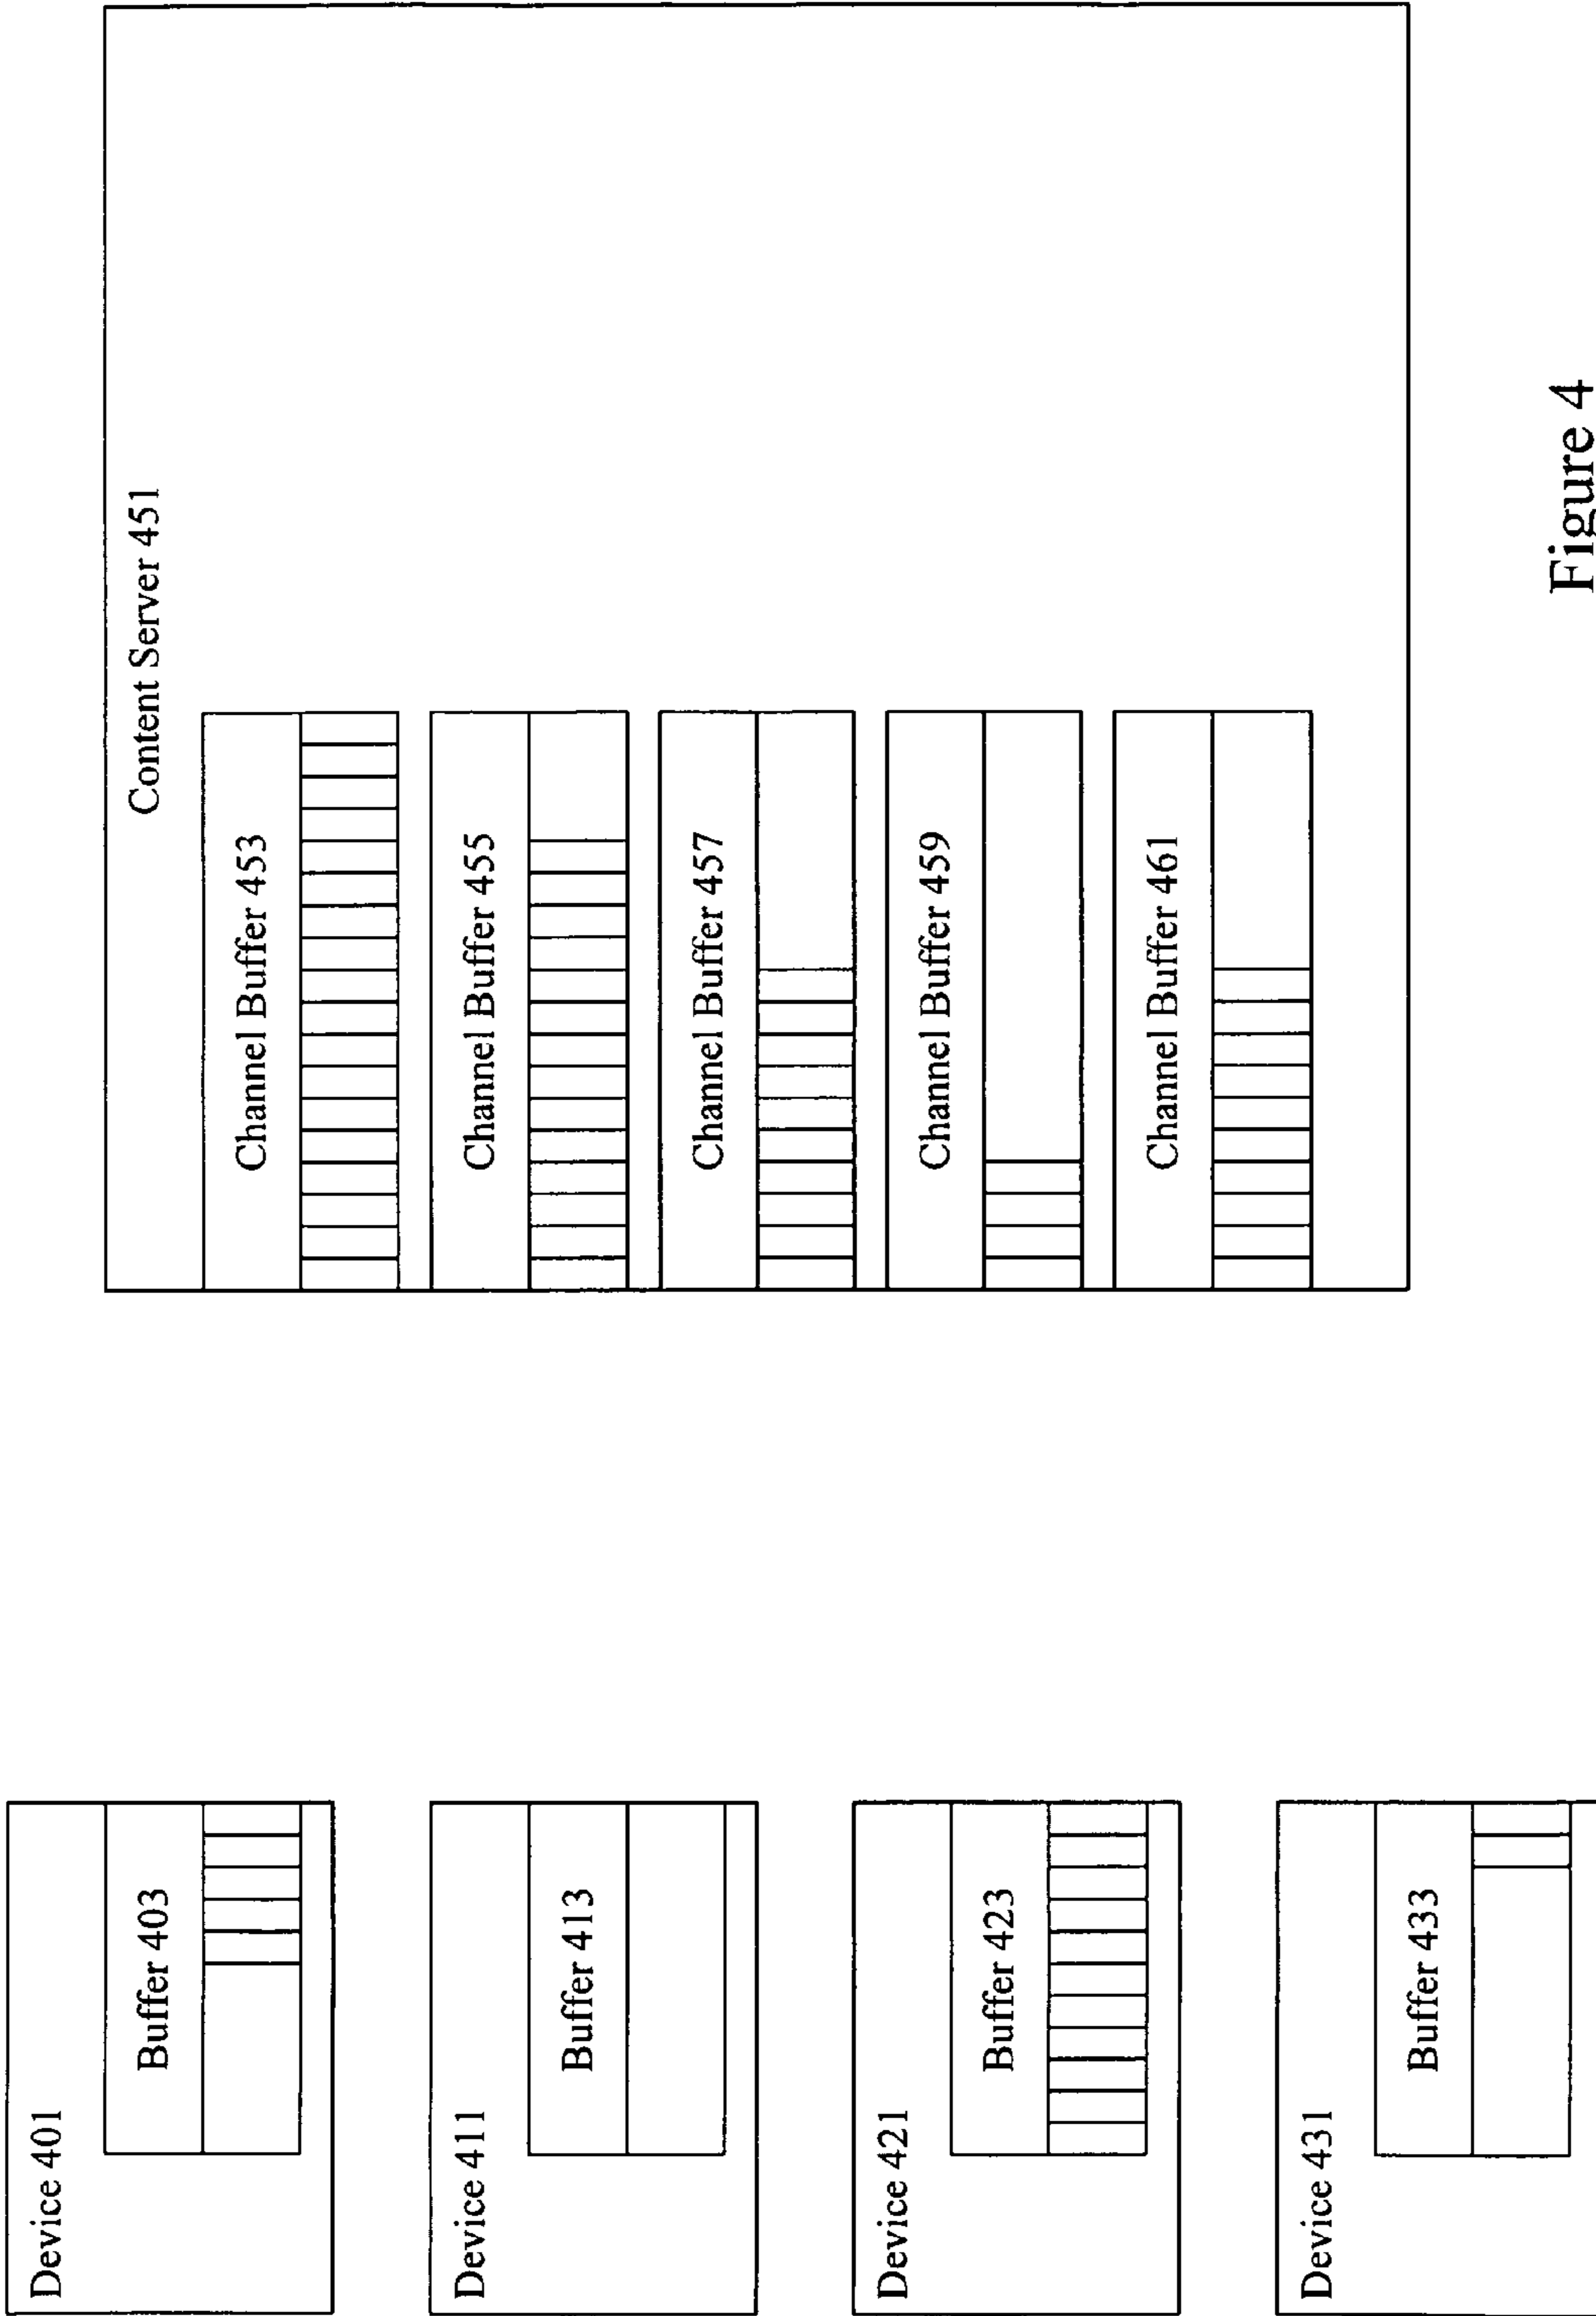 Device 401
Buffer 403
Device 411
Buffer 413
Device 421
Buffer 423
Device 431
Buffer 433
Content Server 451
Channel Buffer 453
Channel Buffer 455
Channel Buffer 457
Channel Buffer 459
Channel Buffer 461
Figure 4